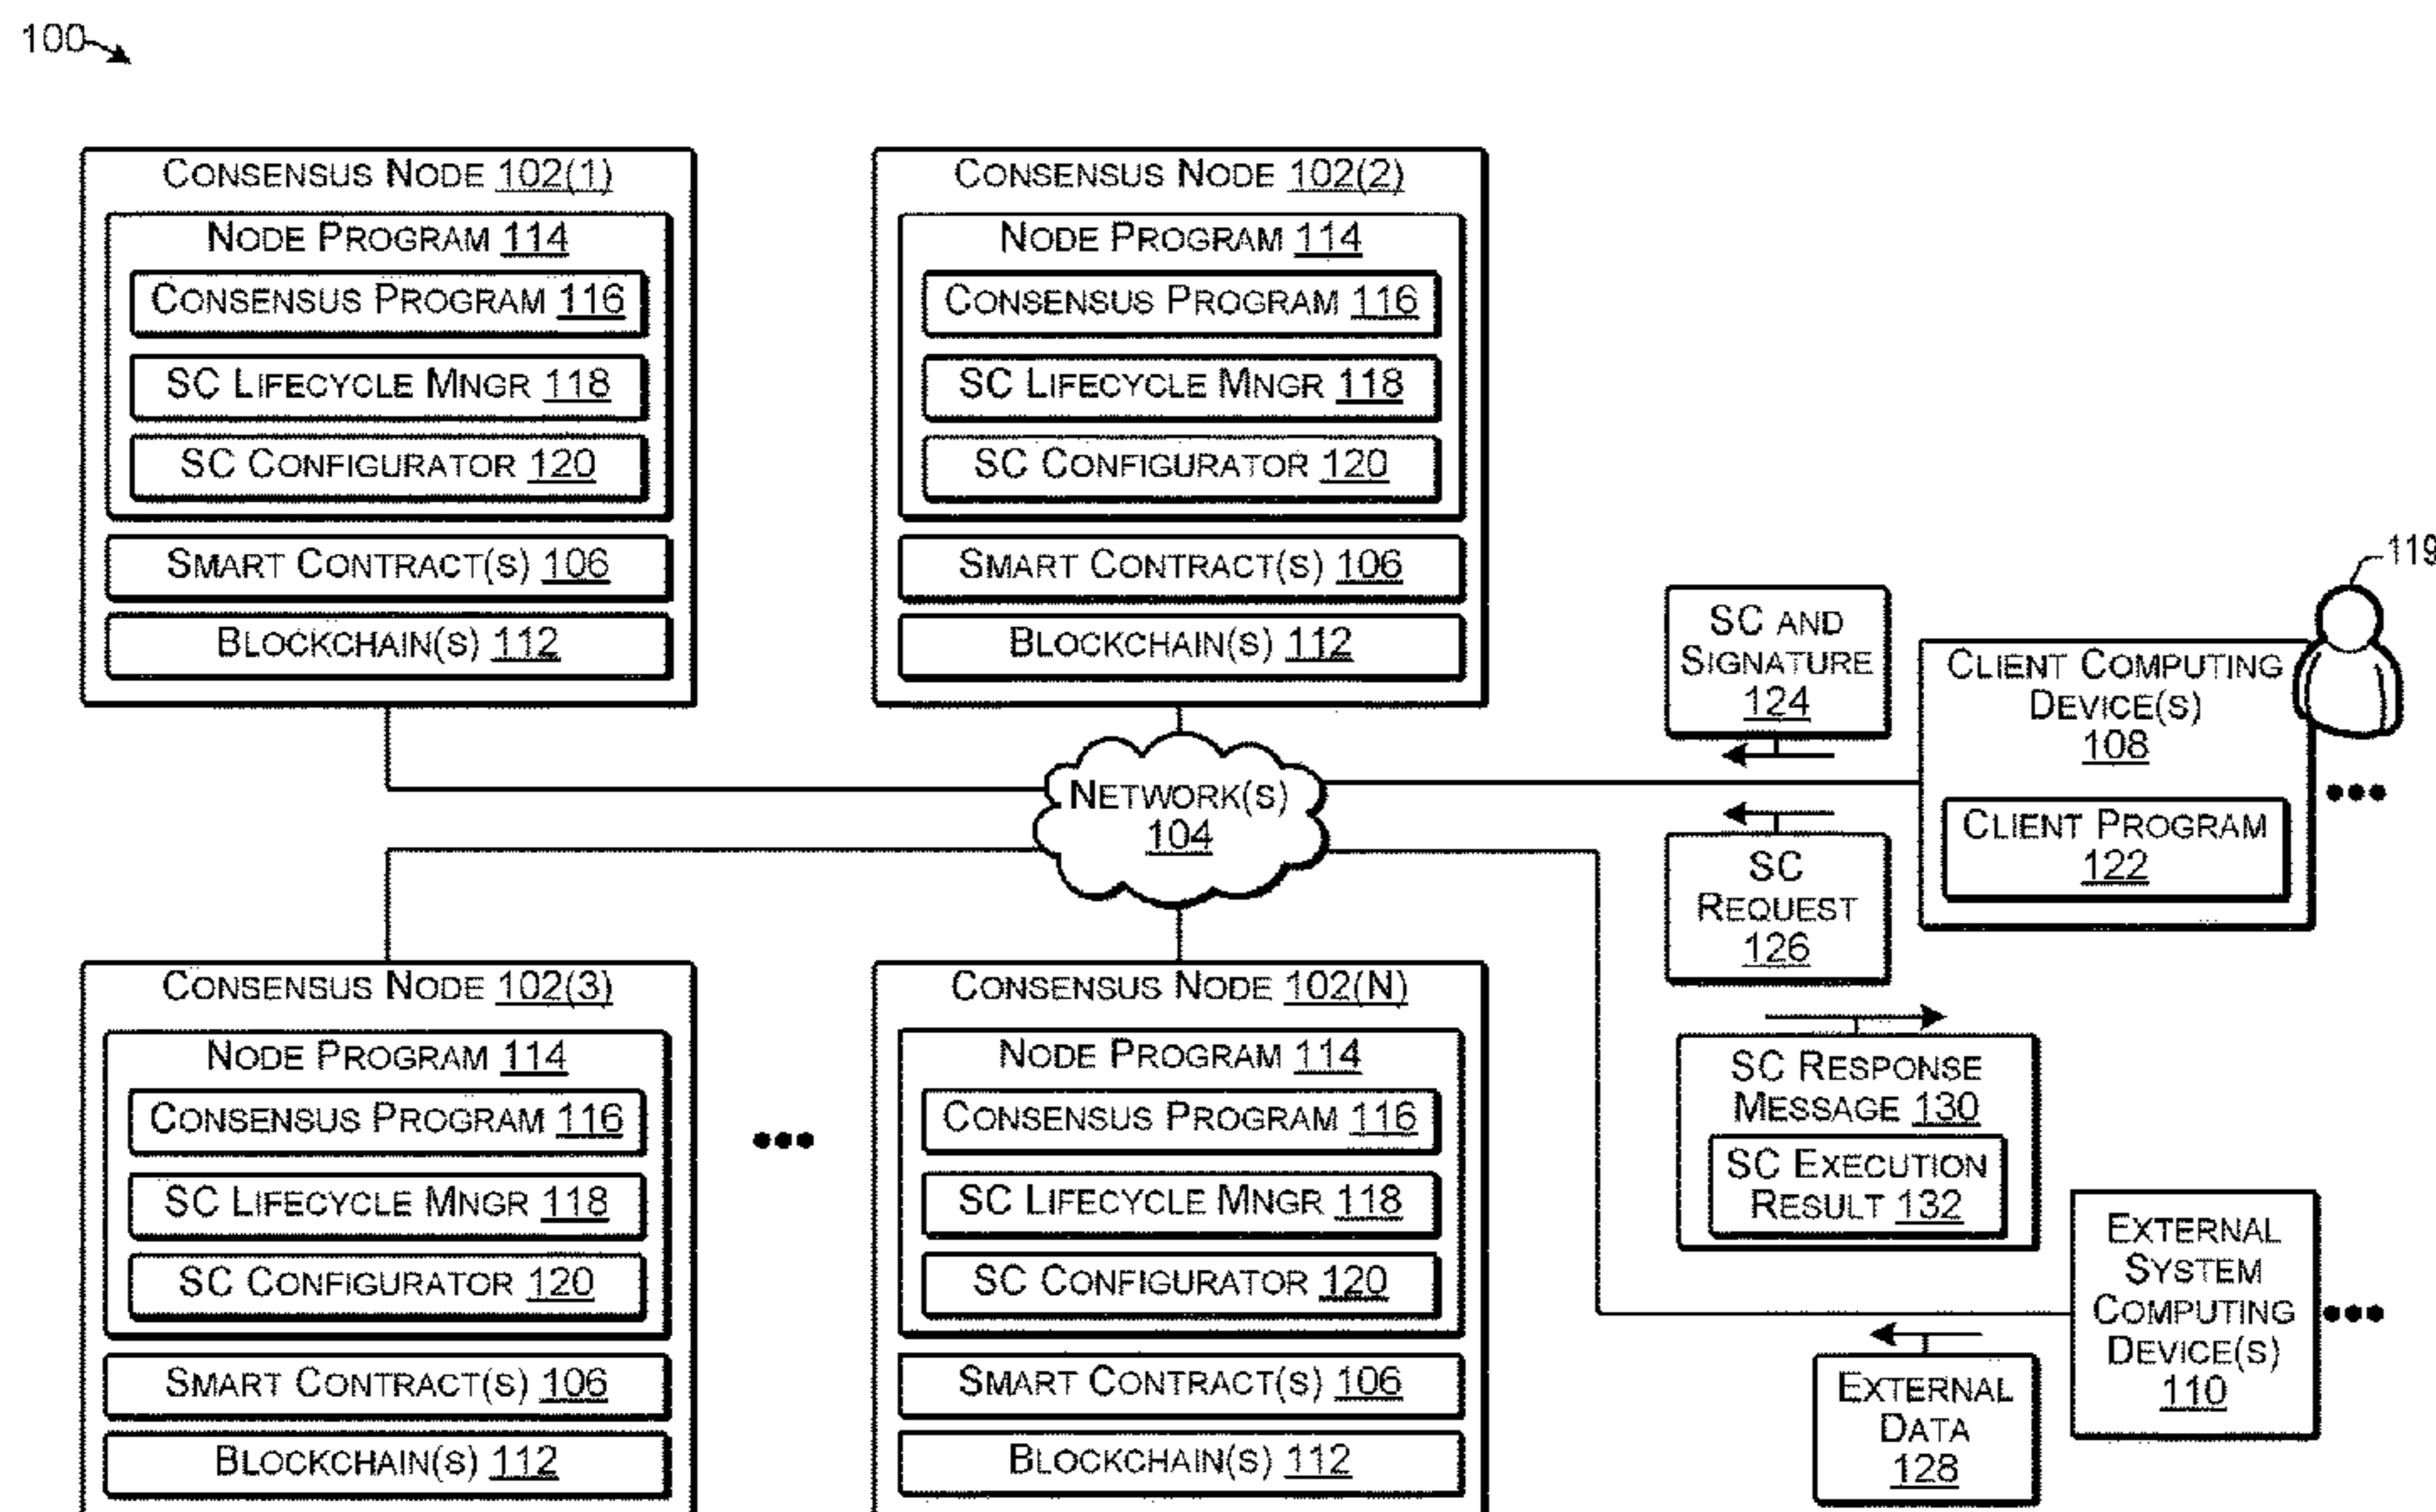 100
CONSENSUS NODE 102(1)
NODE PROGRAM 114
CONSENSUS PROGRAM 116
SC LIFECYCLE MNGR 118
SC CONFIGURATOR 120
SMART CONTRACT(S) 106
BLOCKCHAIN(S) 112
CONSENSUS NODE 102(2)
NODE PROGRAM 114
CONSENSUS PROGRAM 116
SC LIFECYCLE MNGR 118
SC CONFIGURATOR 120
SMART CONTRACT(S) 106
BLOCKCHAIN(S) 112
119
SC AND
SIGNATURE
124
CLIENT COMPUTING
DEVICE(S)
108
CLIENT PROGRAM
122
NETWORK(S)
104
SC
REQUEST
126
CONSENSUS NODE 102(3)
NODE PROGRAM 114
CONSENSUS PROGRAM 116
SC LIFECYCLE MNGR 118
SC CONFIGURATOR 120
SMART CONTRACT(S) 106
BLOCKCHAIN(S) 112
CONSENSUS NODE 102(N)
NODE PROGRAM 114
CONSENSUS PROGRAM 116
SC LIFECYCLE MNGR 118
SC CONFIGURATOR 120
SMART CONTRACT(S) 106
BLOCKCHAIN(S) 112
SC RESPONSE
MESSAGE 130
SC EXECUTION
RESULT 132
EXTERNAL
SYSTEM
COMPUTING
DEVICE(S)
110
EXTERNAL
DATA
128